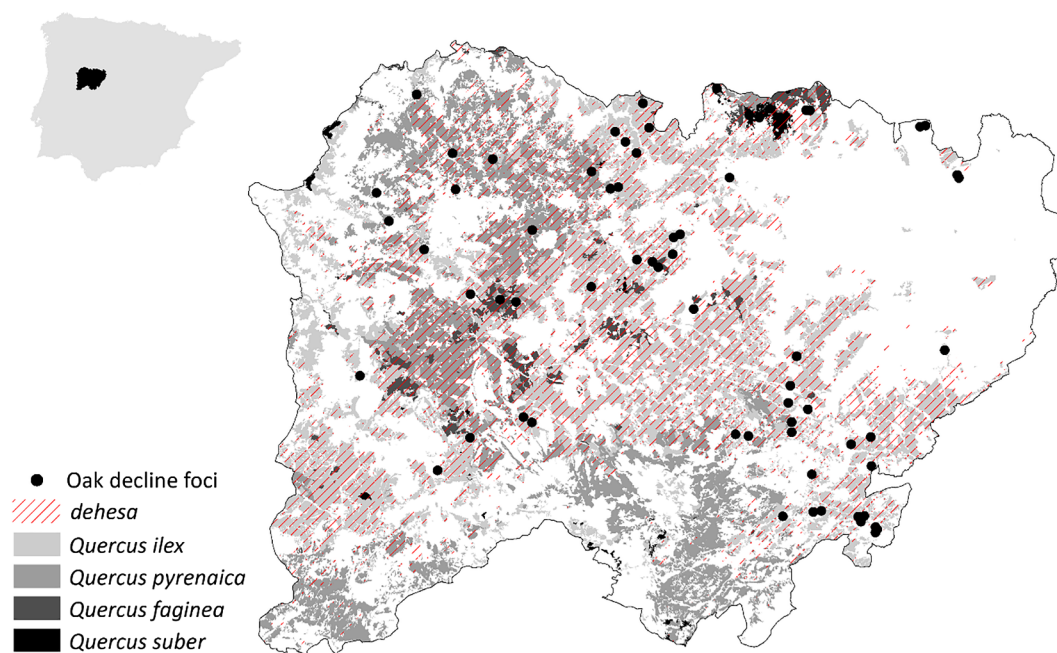 Oak decline foci
dehesa
Quercus ilex
Quercus pyrenaica
Quercus faginea
Quercus suber